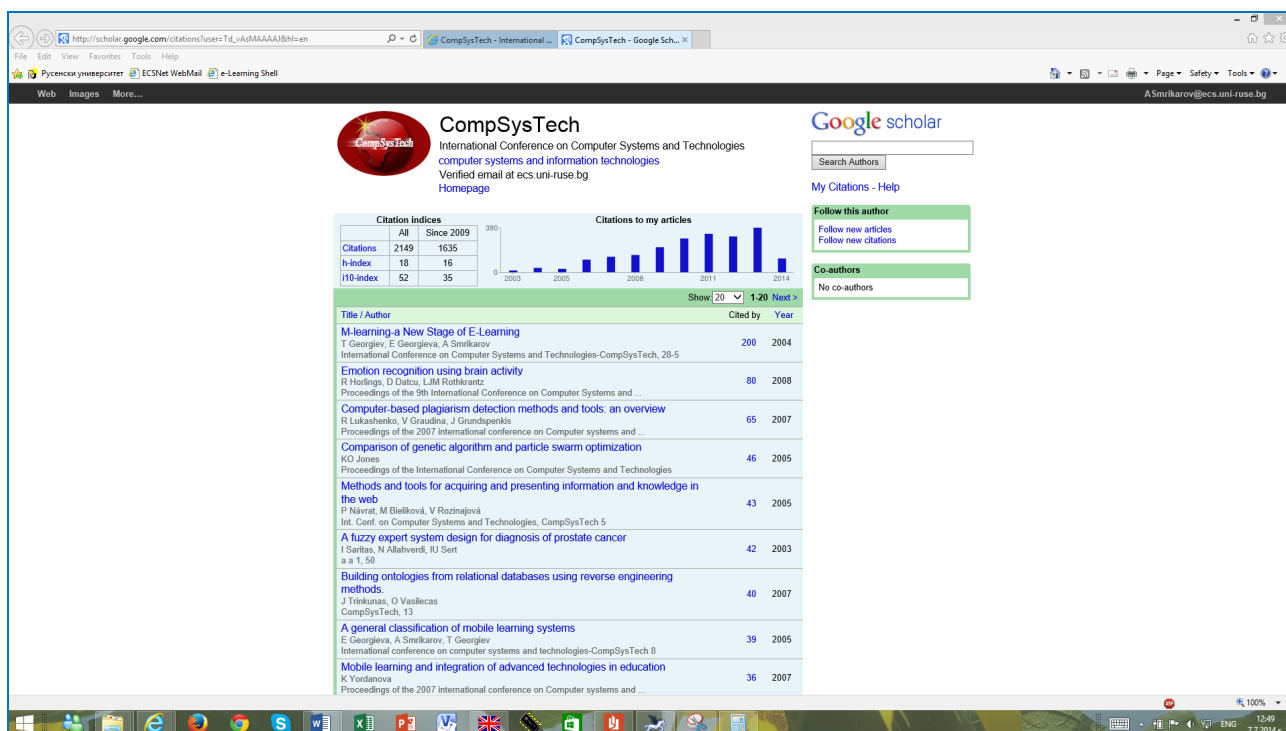 http://scholar.google.com/citations?user=Td_vAsMAAAAJ&hl=en
CompSysTech - International ...
CompSysTech - Google Sch... ×
File Edit View Favorites Tools Help
Русенски университет ECSNet WebMail e-Learning Shell
Page Safety Tools
Web Images More...
ASmrikarov@ecs.uni-ruse.bg
CompSysTech
CompSysTech
International Conference on Computer Systems and Technologies
computer systems and information technologies
Verified email at ecs.uni-ruse.bg
Homepage
Google scholar
Search Authors
My Citations - Help
Follow this author
Follow new articles
Follow new citations
Co-authors
No co-authors
Citation indices
All Since 2009
Citations 2149 1635
h-index 18 16
i10-index 52 35
Citations to my articles
380
0
2003 2005 2008 2011 2014
Show: 20 1-20 Next >
Title / Author Cited by Year
M-learning-a New Stage of E-Learning
T Georgiev, E Georgieva, A Smrikarov
International Conference on Computer Systems and Technologies-CompSysTech, 28-5
200 2004
Emotion recognition using brain activity
R Horlings, D Datcu, LJM Rothkrantz
Proceedings of the 9th International Conference on Computer Systems and ...
80 2008
Computer-based plagiarism detection methods and tools: an overview
R Lukashenko, V Graudina, J Grundspenkis
Proceedings of the 2007 international conference on Computer systems and ...
65 2007
Comparison of genetic algorithm and particle swarm optimization
KO Jones
Proceedings of the International Conference on Computer Systems and Technologies
46 2005
Methods and tools for acquiring and presenting information and knowledge in
the web
P Návrat, M Bieliková, V Rozinajová
Int. Conf. on Computer Systems and Technologies, CompSysTech 5
43 2005
A fuzzy expert system design for diagnosis of prostate cancer
I Saritas, N Allahverdi, IU Sert
a a 1, 50
42 2003
Building ontologies from relational databases using reverse engineering
methods.
J Trinkunas, O Vasilecas
CompSysTech, 13
40 2007
A general classification of mobile learning systems
E Georgieva, A Smrikarov, T Georgiev
International conference on computer systems and technologies-CompSysTech 8
39 2005
Mobile learning and integration of advanced technologies in education
K Yordanova
Proceedings of the 2007 international conference on Computer systems and ...
36 2007
100%
ENG
12:49
7.7.2014 г.